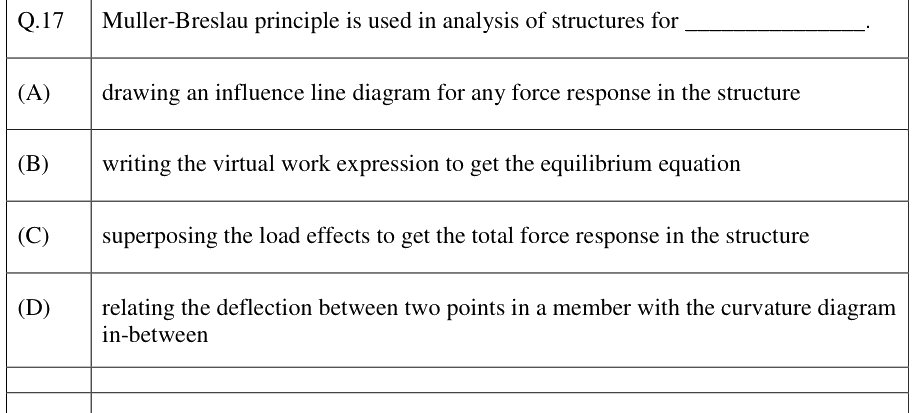 Q.17 Muller-Breslau principle is used in analysis of structures for _______________.
(A) drawing an influence line diagram for any force response in the structure
(B) writing the virtual work expression to get the equilibrium equation
(C) superposing the load effects to get the total force response in the structure
(D) relating the deflection between two points in a member with the curvature diagram
in-between